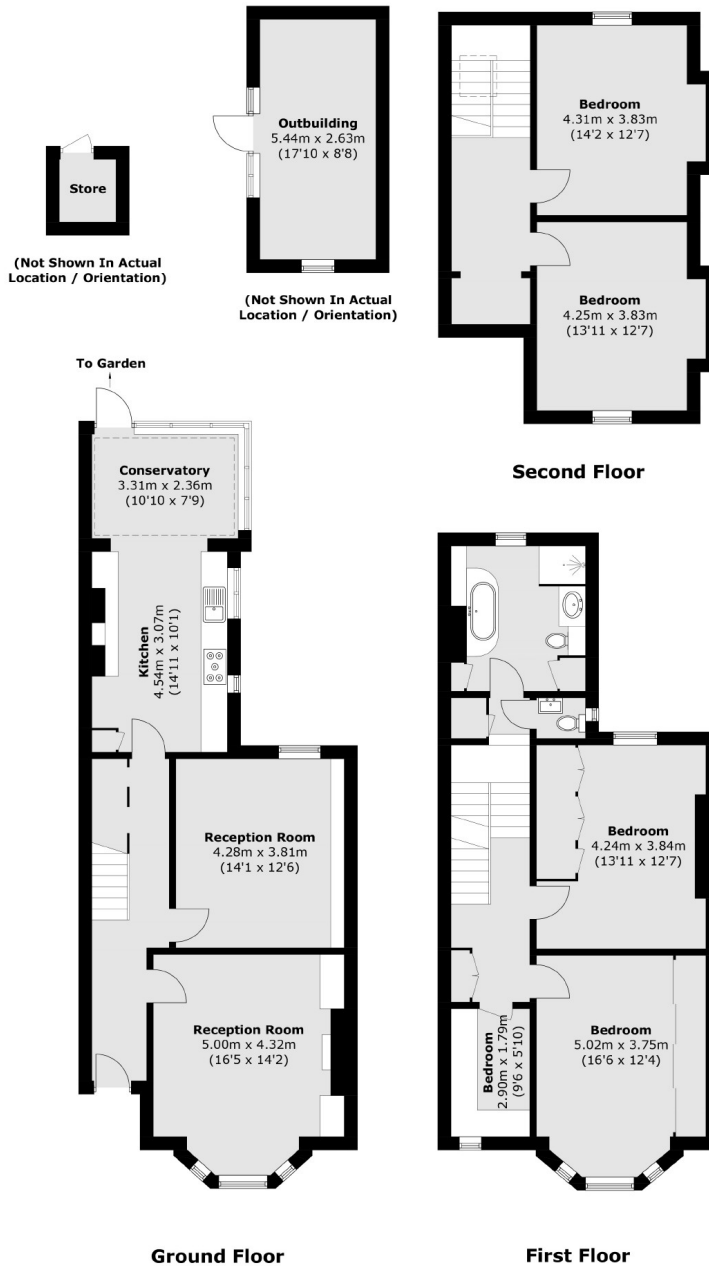 Store
(Not Shown In Actual
Location / Orientation)
Outbuilding
5.44m x 2.63m
(17'10 x 8'8)
(Not Shown In Actual
Location / Orientation)
Bedroom
4.31m x 3.83m
(14'2 x 12'7)
Bedroom
4.25m x 3.83m
(13'11 x 12'7)
Second Floor
To Garden
Conservatory
3.31m x 2.36m
(10'10 x 7'9)
Kitchen
4.54m x 3.07m
(14'11 x 10'1)
Reception Room
4.28m x 3.81m
(14'1 x 12'6)
Reception Room
5.00m x 4.32m
(16'5 x 14'2)
Ground Floor
Bedroom
4.24m x 3.84m
(13'11 x 12'7)
Bedroom
2.90m x 1.79m
(9'6 x 5'10)
Bedroom
5.02m x 3.75m
(16'6 x 12'4)
First Floor